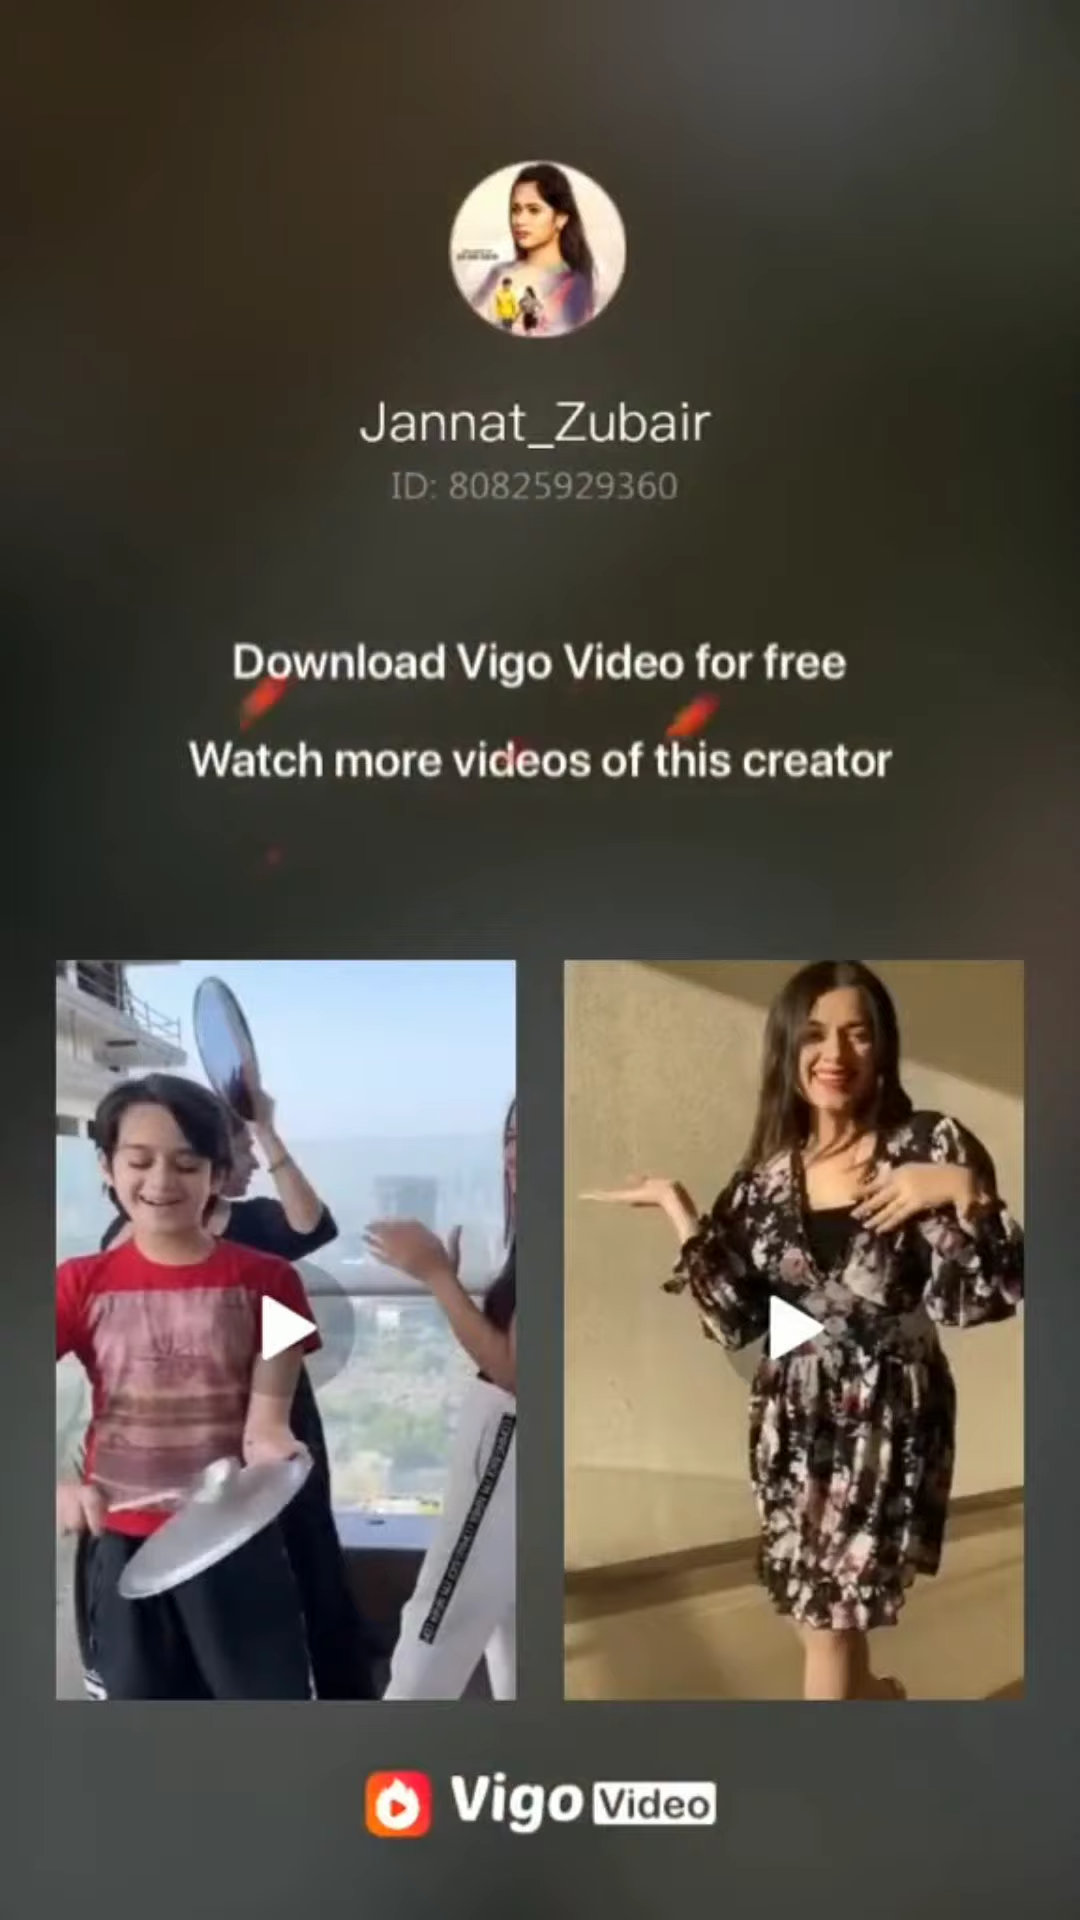 Jannat_Zubair
ID: 80825929360
Download Vigo Video for free
Watch more videos of this creator
Vigo Video